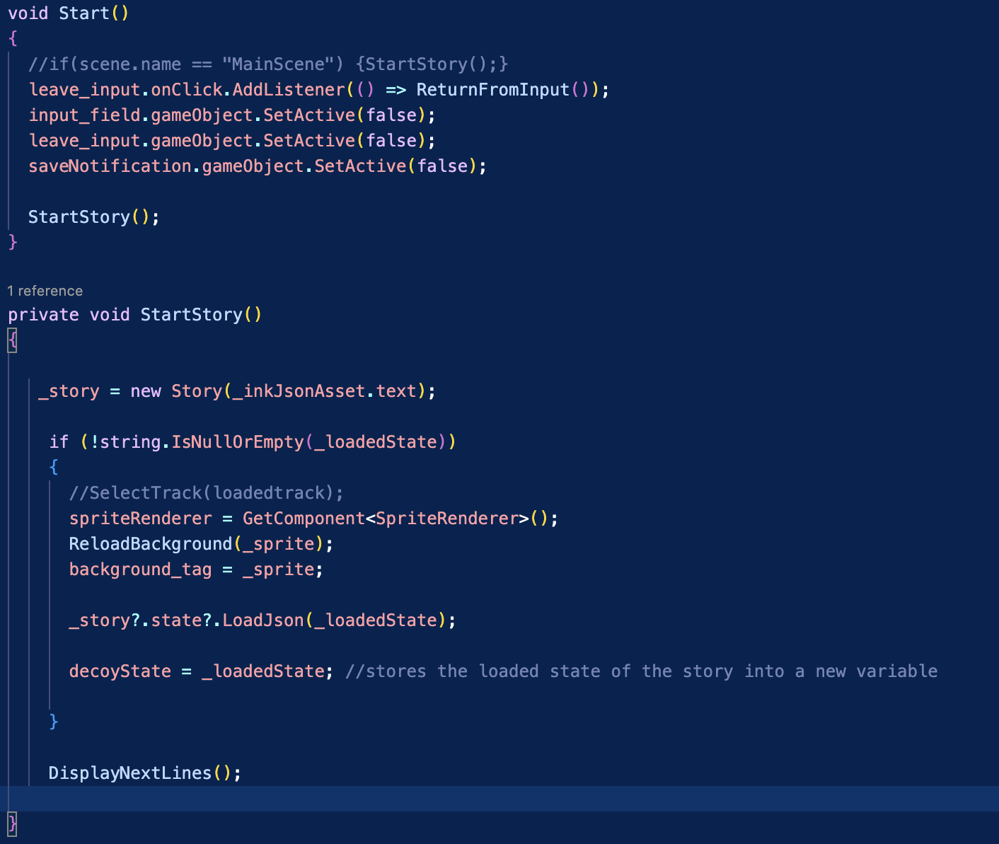 void Start()
{
//if(scene.name == "MainScene") {StartStory();}
leave_input.onClick.AddListener(() => ReturnFromInput());
input_field.gameObject.SetActive(false);
leave_input.gameObject.SetActive(false);
saveNotification.gameObject.SetActive(false);
StartStory();
}
1 reference
private void StartStory()
{
_story = new Story(_inkJsonAsset.text);
if (!string.IsNullOrEmpty(_loadedState))
{
//SelectTrack(loadedtrack);
spriteRenderer = GetComponent<SpriteRenderer>();
ReloadBackground(_sprite);
background_tag = _sprite;
_story?.state?.LoadJson(_loadedState);
decoyState = _loadedState; //stores the loaded state of the story into a new variable
}
DisplayNextLines();
}